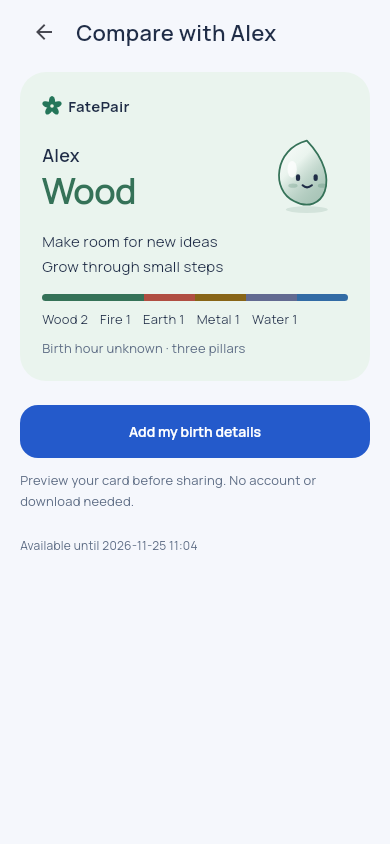 Compare with Alex
FatePair
Alex
Wood
Make room for new ideas
Grow through small steps
Wood 2 Fire 1 Earth 1 Metal 1 Water 1
Birth hour unknown · three pillars
Add my birth details
Preview your card before sharing. No account or
download needed.
Available until 2026-11-25 11:04